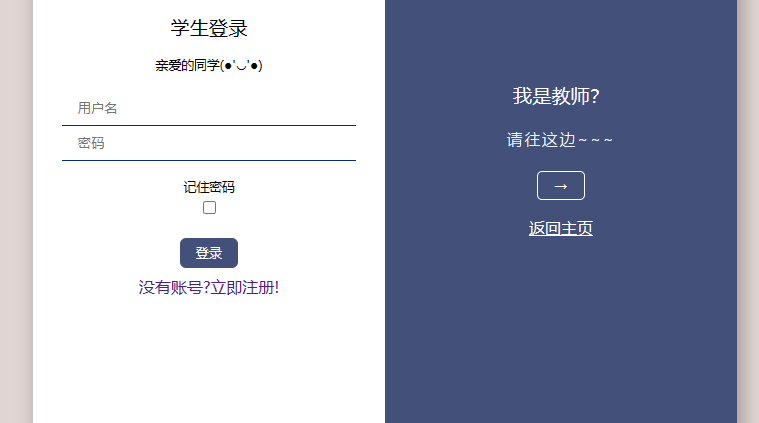 学生登录
亲爱的同学(●'◡'●)
用户名
密码
记住密码
登录
没有账号?立即注册!
我是教师?
请往这边~~~
→
返回主页